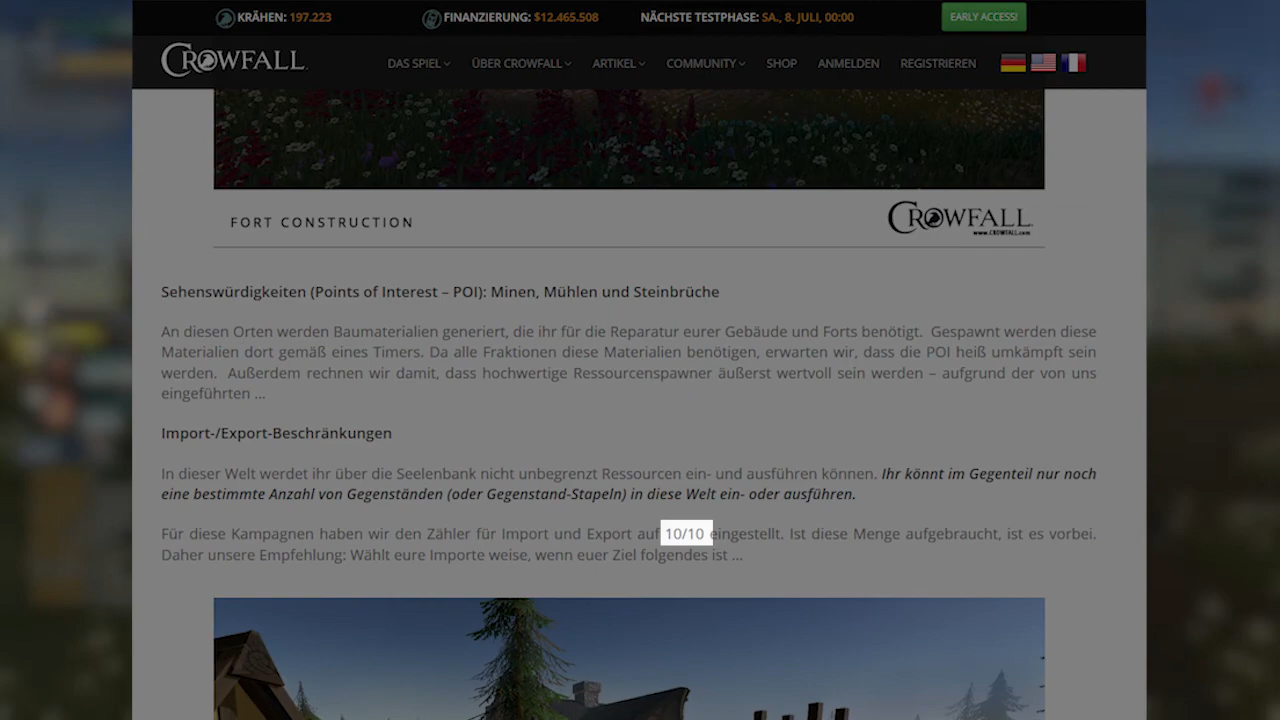 KRÄHEN: 197.223 FINANZIERUNG: $12.465.508 NÄCHSTE TESTPHASE: SA., 8. JULI, 00:00 EARLY ACCESS!
CROWFALL DAS SPIEL ÜBER CROWFALL ARTIKEL COMMUNITY SHOP ANMELDEN REGISTRIEREN
FORT CONSTRUCTION CROWFALL
www.CROWFALL.com
Sehenswürdigkeiten (Points of Interest – POI): Minen, Mühlen und Steinbrüche
An diesen Orten werden Baumaterialien generiert, die ihr für die Reparatur eurer Gebäude und Forts benötigt. Gespawnt werden diese
Materialien dort gemäß eines Timers. Da alle Fraktionen diese Materialien benötigen, erwarten wir, dass die POI heiß umkämpft sein
werden. Außerdem rechnen wir damit, dass hochwertige Ressourcenspawner äußerst wertvoll sein werden – aufgrund der von uns
eingeführten ...
Import-/Export-Beschränkungen
In dieser Welt werdet ihr über die Seelenbank nicht unbegrenzt Ressourcen ein- und ausführen können. Ihr könnt im Gegenteil nur noch
eine bestimmte Anzahl von Gegenständen (oder Gegenstand-Stapeln) in diese Welt ein- oder ausführen.
Für diese Kampagnen haben wir den Zähler für Import und Export auf 10/10 eingestellt. Ist diese Menge aufgebraucht, ist es vorbei.
Daher unsere Empfehlung: Wählt eure Importe weise, wenn euer Ziel folgendes ist ...